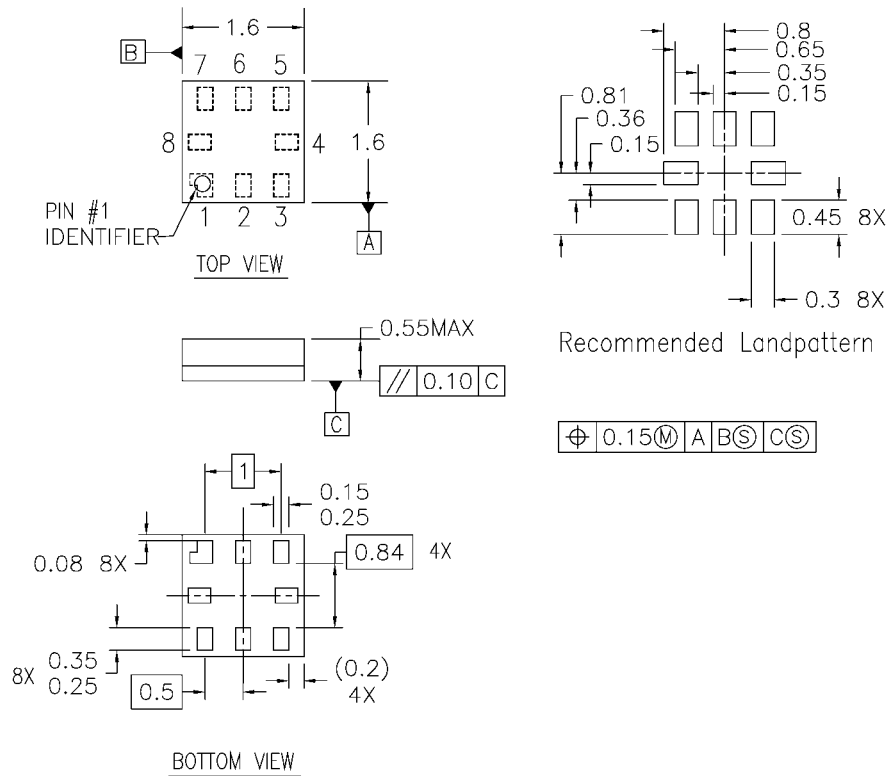 1.6
B
7 6 5
8
4
1.6
PIN #1
IDENTIFIER
1 2 3
A
TOP VIEW
0.8
0.65
0.35
0.15
0.81
0.36
0.15
0.45 8X
0.3 8X
Recommended Landpattern
0.55MAX
// 0.10 C
C
⌖ 0.15Ⓜ A BⓈ CⓈ
1
0.15
0.25
0.08 8X
0.84 4X
8X 0.35
0.25
0.5
(0.2)
4X
BOTTOM VIEW